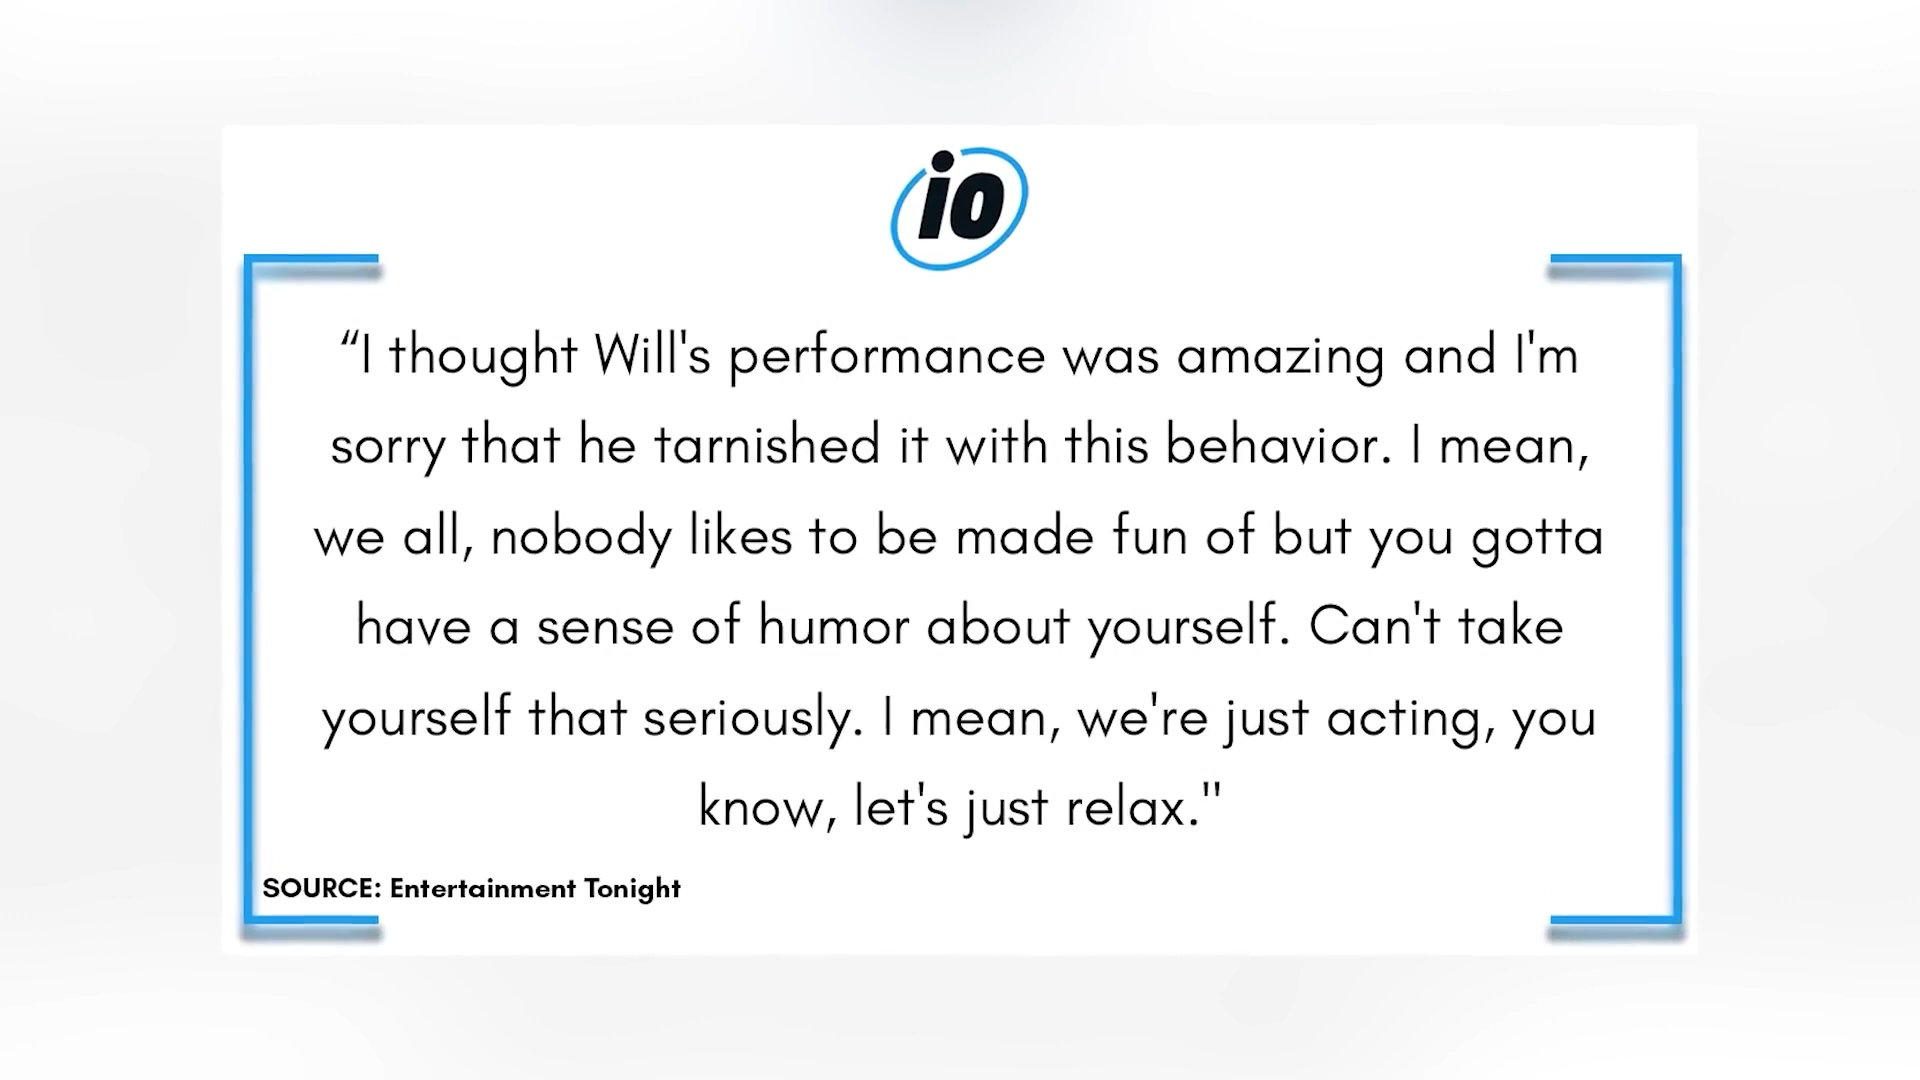 io
“I thought Will's performance was amazing and I'm
sorry that he tarnished it with this behavior. I mean,
we all, nobody likes to be made fun of but you gotta
have a sense of humor about yourself. Can't take
yourself that seriously. I mean, we're just acting, you
know, let's just relax."
SOURCE: Entertainment Tonight